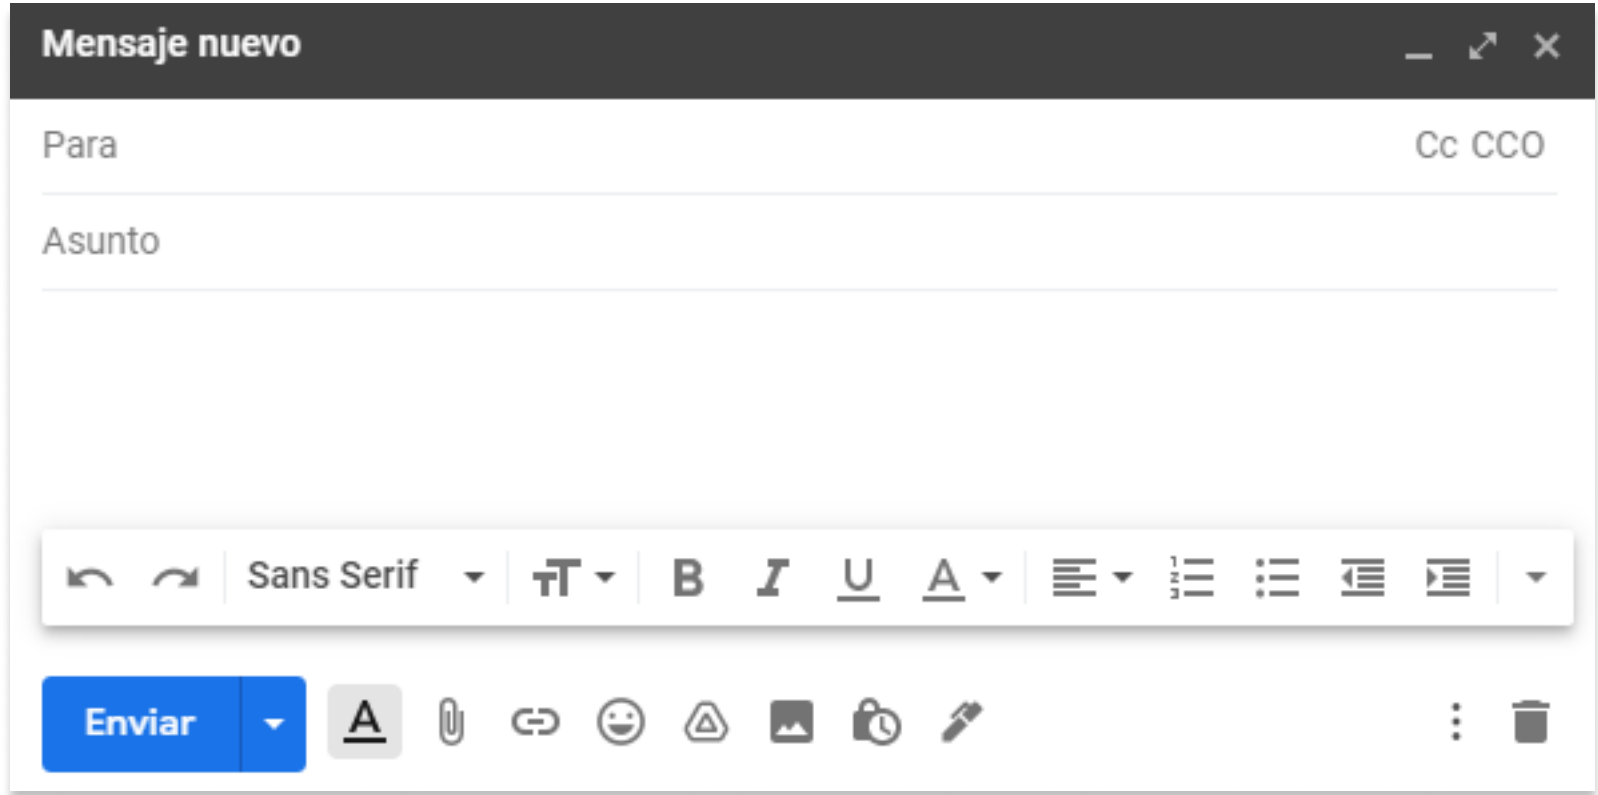 Mensaje nuevo
Para Cc CCO
Asunto
Sans Serif
Enviar